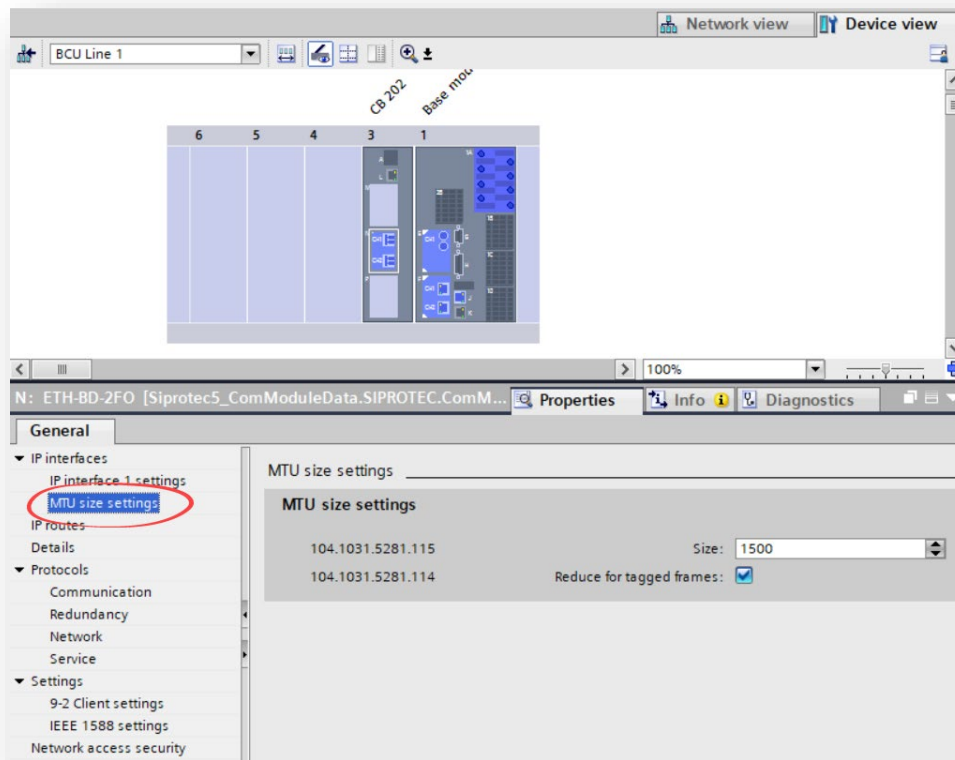 Network view
Device view
BCU Line 1
CB 202
Base mou
6 5 4 3 1
100%
N: ETH-BD-2FO [Siprotec5_ComModuleData.SIPROTEC.ComM...
Properties
Info
Diagnostics
General
IP interfaces
IP interface 1 settings
MTU size settings
IP routes
Details
Protocols
Communication
Redundancy
Network
Service
Settings
9-2 Client settings
IEEE 1588 settings
Network access security
MTU size settings
MTU size settings
104.1031.5281.115 Size: 1500
104.1031.5281.114 Reduce for tagged frames: